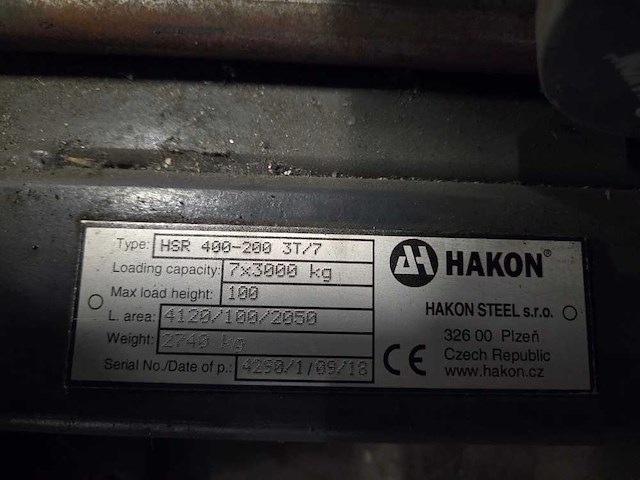 Type: HSR 400-200 3T/7
Loading capacity: 7x3000 kg
Max load height: 100
L. area: 4120/100/2050
Weight: 2740 kg
Serial No./Date of p.: 4290/1/09/18
HAKON®
HAKON STEEL s.r.o.
326 00 Plzeň
Czech Republic
www.hakon.cz
CE